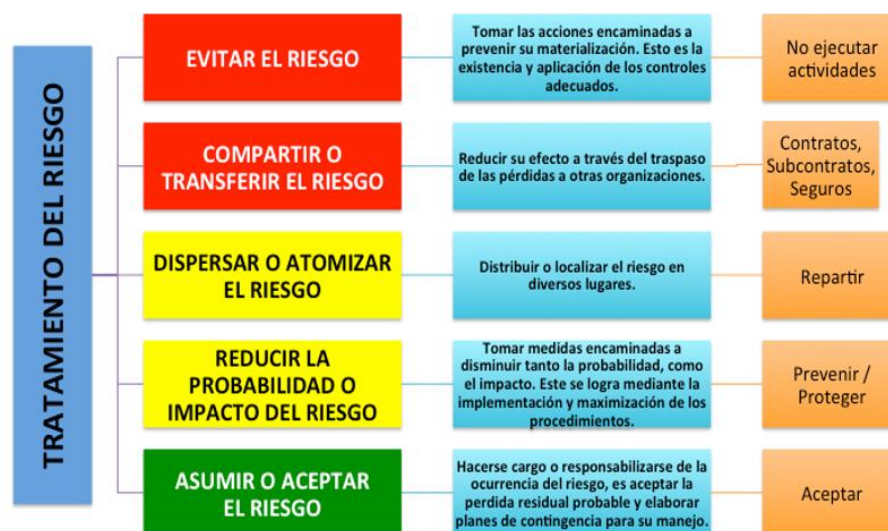 TRATAMIENTO DEL RIESGO
EVITAR EL RIESGO
Tomar las acciones encaminadas a
prevenir su materialización. Esto es la
existencia y aplicación de los controles
adecuados.
No ejecutar
actividades
COMPARTIR O
TRANSFERIR EL RIESGO
Reducir su efecto a través del traspaso
de las pérdidas a otras organizaciones.
Contratos,
Subcontratos,
Seguros
DISPERSAR O ATOMIZAR
EL RIESGO
Distribuir o localizar el riesgo en
diversos lugares.
Repartir
REDUCIR LA
PROBABILIDAD O
IMPACTO DEL RIESGO
Tomar medidas encaminadas a
disminuir tanto la probabilidad, como
el impacto. Este se logra mediante la
implementación y maximización de los
procedimientos.
Prevenir /
Proteger
ASUMIR O ACEPTAR
EL RIESGO
Hacerse cargo o responsabilizarse de la
ocurrencia del riesgo, es aceptar la
perdida residual probable y elaborar
planes de contingencia para su manejo.
Aceptar